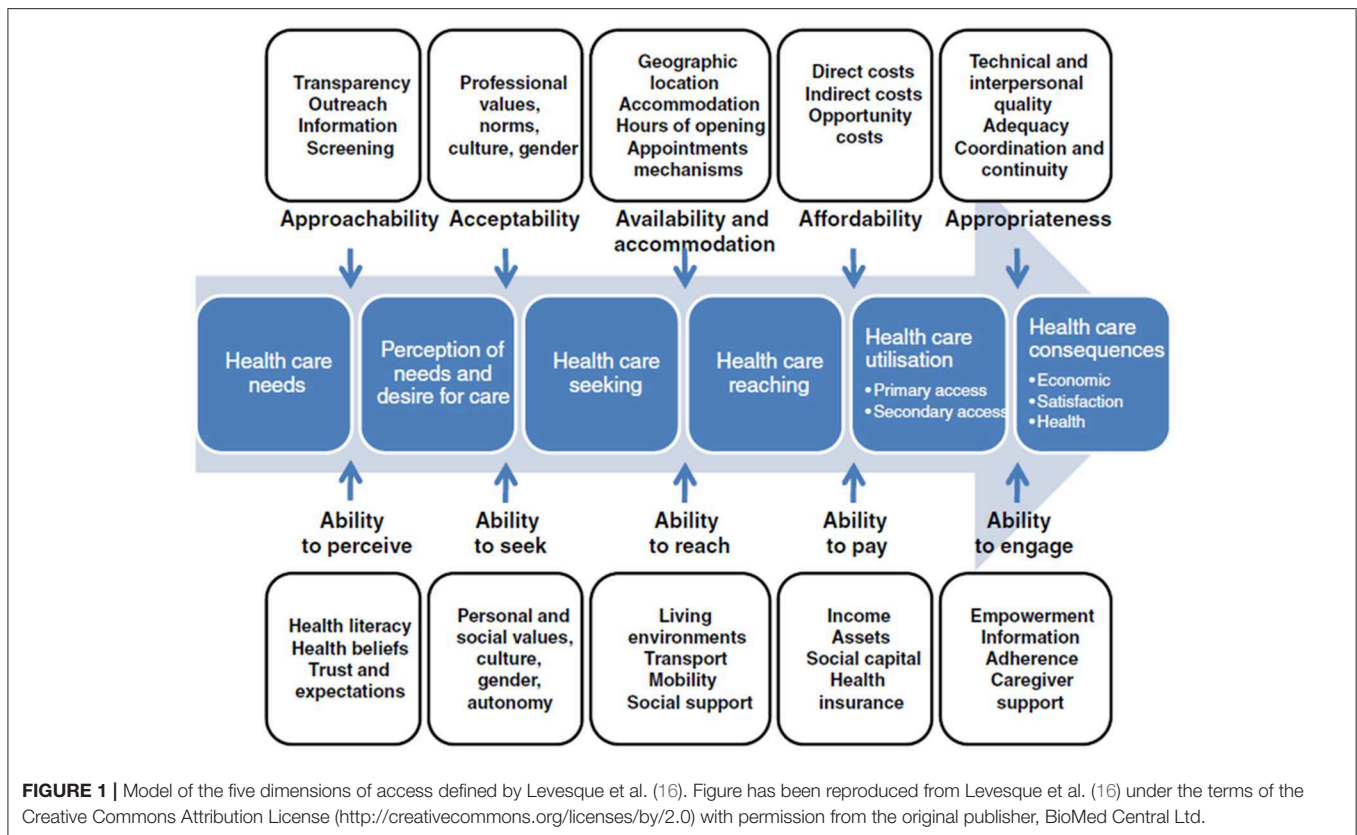 Transparency
Outreach
Information
Screening
Professional
values,
norms,
culture, gender
Geographic
location
Accommodation
Hours of opening
Appointments
mechanisms
Direct costs
Indirect costs
Opportunity
costs
Technical and
interpersonal
quality
Adequacy
Coordination and
continuity
Approachability
Acceptability
Availability and
accommodation
Affordability
Appropriateness
Health care
needs
Perception of
needs and
desire for care
Health care
seeking
Health care
reaching
Health care
utilisation
•Primary access
•Secondary access
Health care
consequences
•Economic
•Satisfaction
•Health
Ability
to perceive
Ability
to seek
Ability
to reach
Ability
to pay
Ability
to engage
Health literacy
Health beliefs
Trust and
expectations
Personal and
social values,
culture,
gender,
autonomy
Living
environments
Transport
Mobility
Social support
Income
Assets
Social capital
Health
insurance
Empowerment
Information
Adherence
Caregiver
support
FIGURE 1 | Model of the five dimensions of access defined by Levesque et al. (16). Figure has been reproduced from Levesque et al. (16) under the terms of the
Creative Commons Attribution License (http://creativecommons.org/licenses/by/2.0) with permission from the original publisher, BioMed Central Ltd.